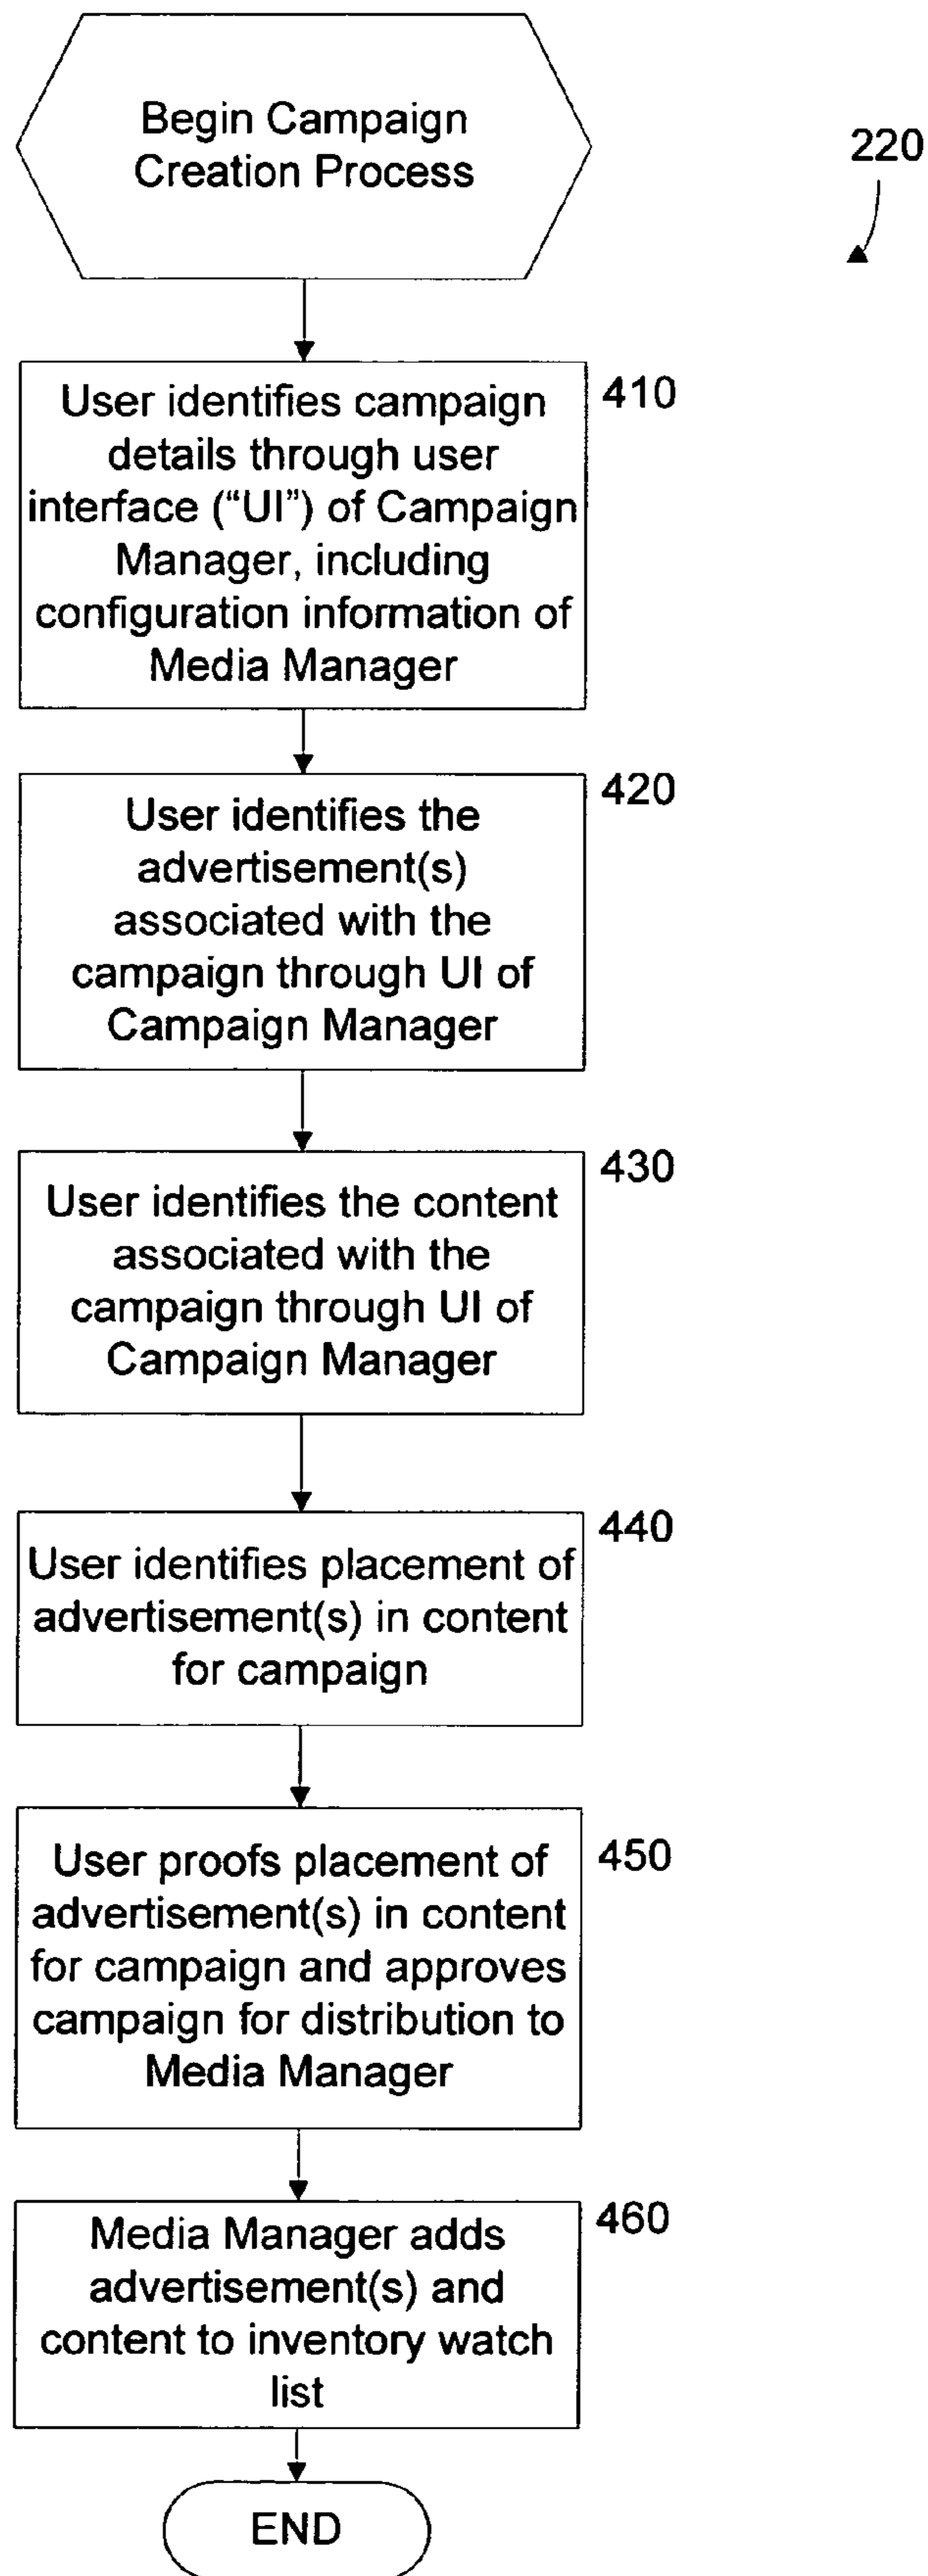 Begin Campaign
Creation Process
220
User identifies campaign
details through user
interface (“UI”) of Campaign
Manager, including
configuration information of
Media Manager
410
User identifies the
advertisement(s)
associated with the
campaign through UI of
Campaign Manager
420
User identifies the content
associated with the
campaign through UI of
Campaign Manager
430
User identifies placement of
advertisement(s) in content
for campaign
440
User proofs placement of
advertisement(s) in content
for campaign and approves
campaign for distribution to
Media Manager
450
Media Manager adds
advertisement(s) and
content to inventory watch
list
460
END